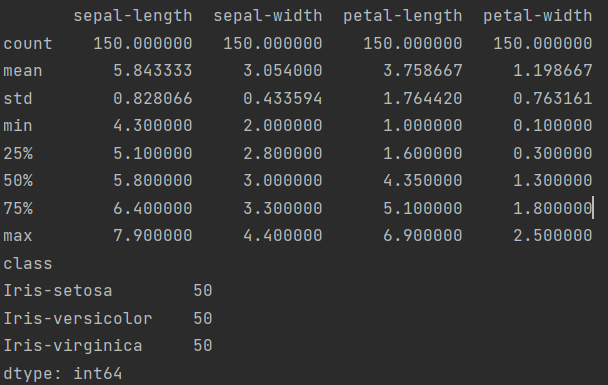 sepal-length sepal-width petal-length petal-width
count 150.000000 150.000000 150.000000 150.000000
mean 5.843333 3.054000 3.758667 1.198667
std 0.828066 0.433594 1.764420 0.763161
min 4.300000 2.000000 1.000000 0.100000
25% 5.100000 2.800000 1.600000 0.300000
50% 5.800000 3.000000 4.350000 1.300000
75% 6.400000 3.300000 5.100000 1.800000
max 7.900000 4.400000 6.900000 2.500000
class
Iris-setosa 50
Iris-versicolor 50
Iris-virginica 50
dtype: int64